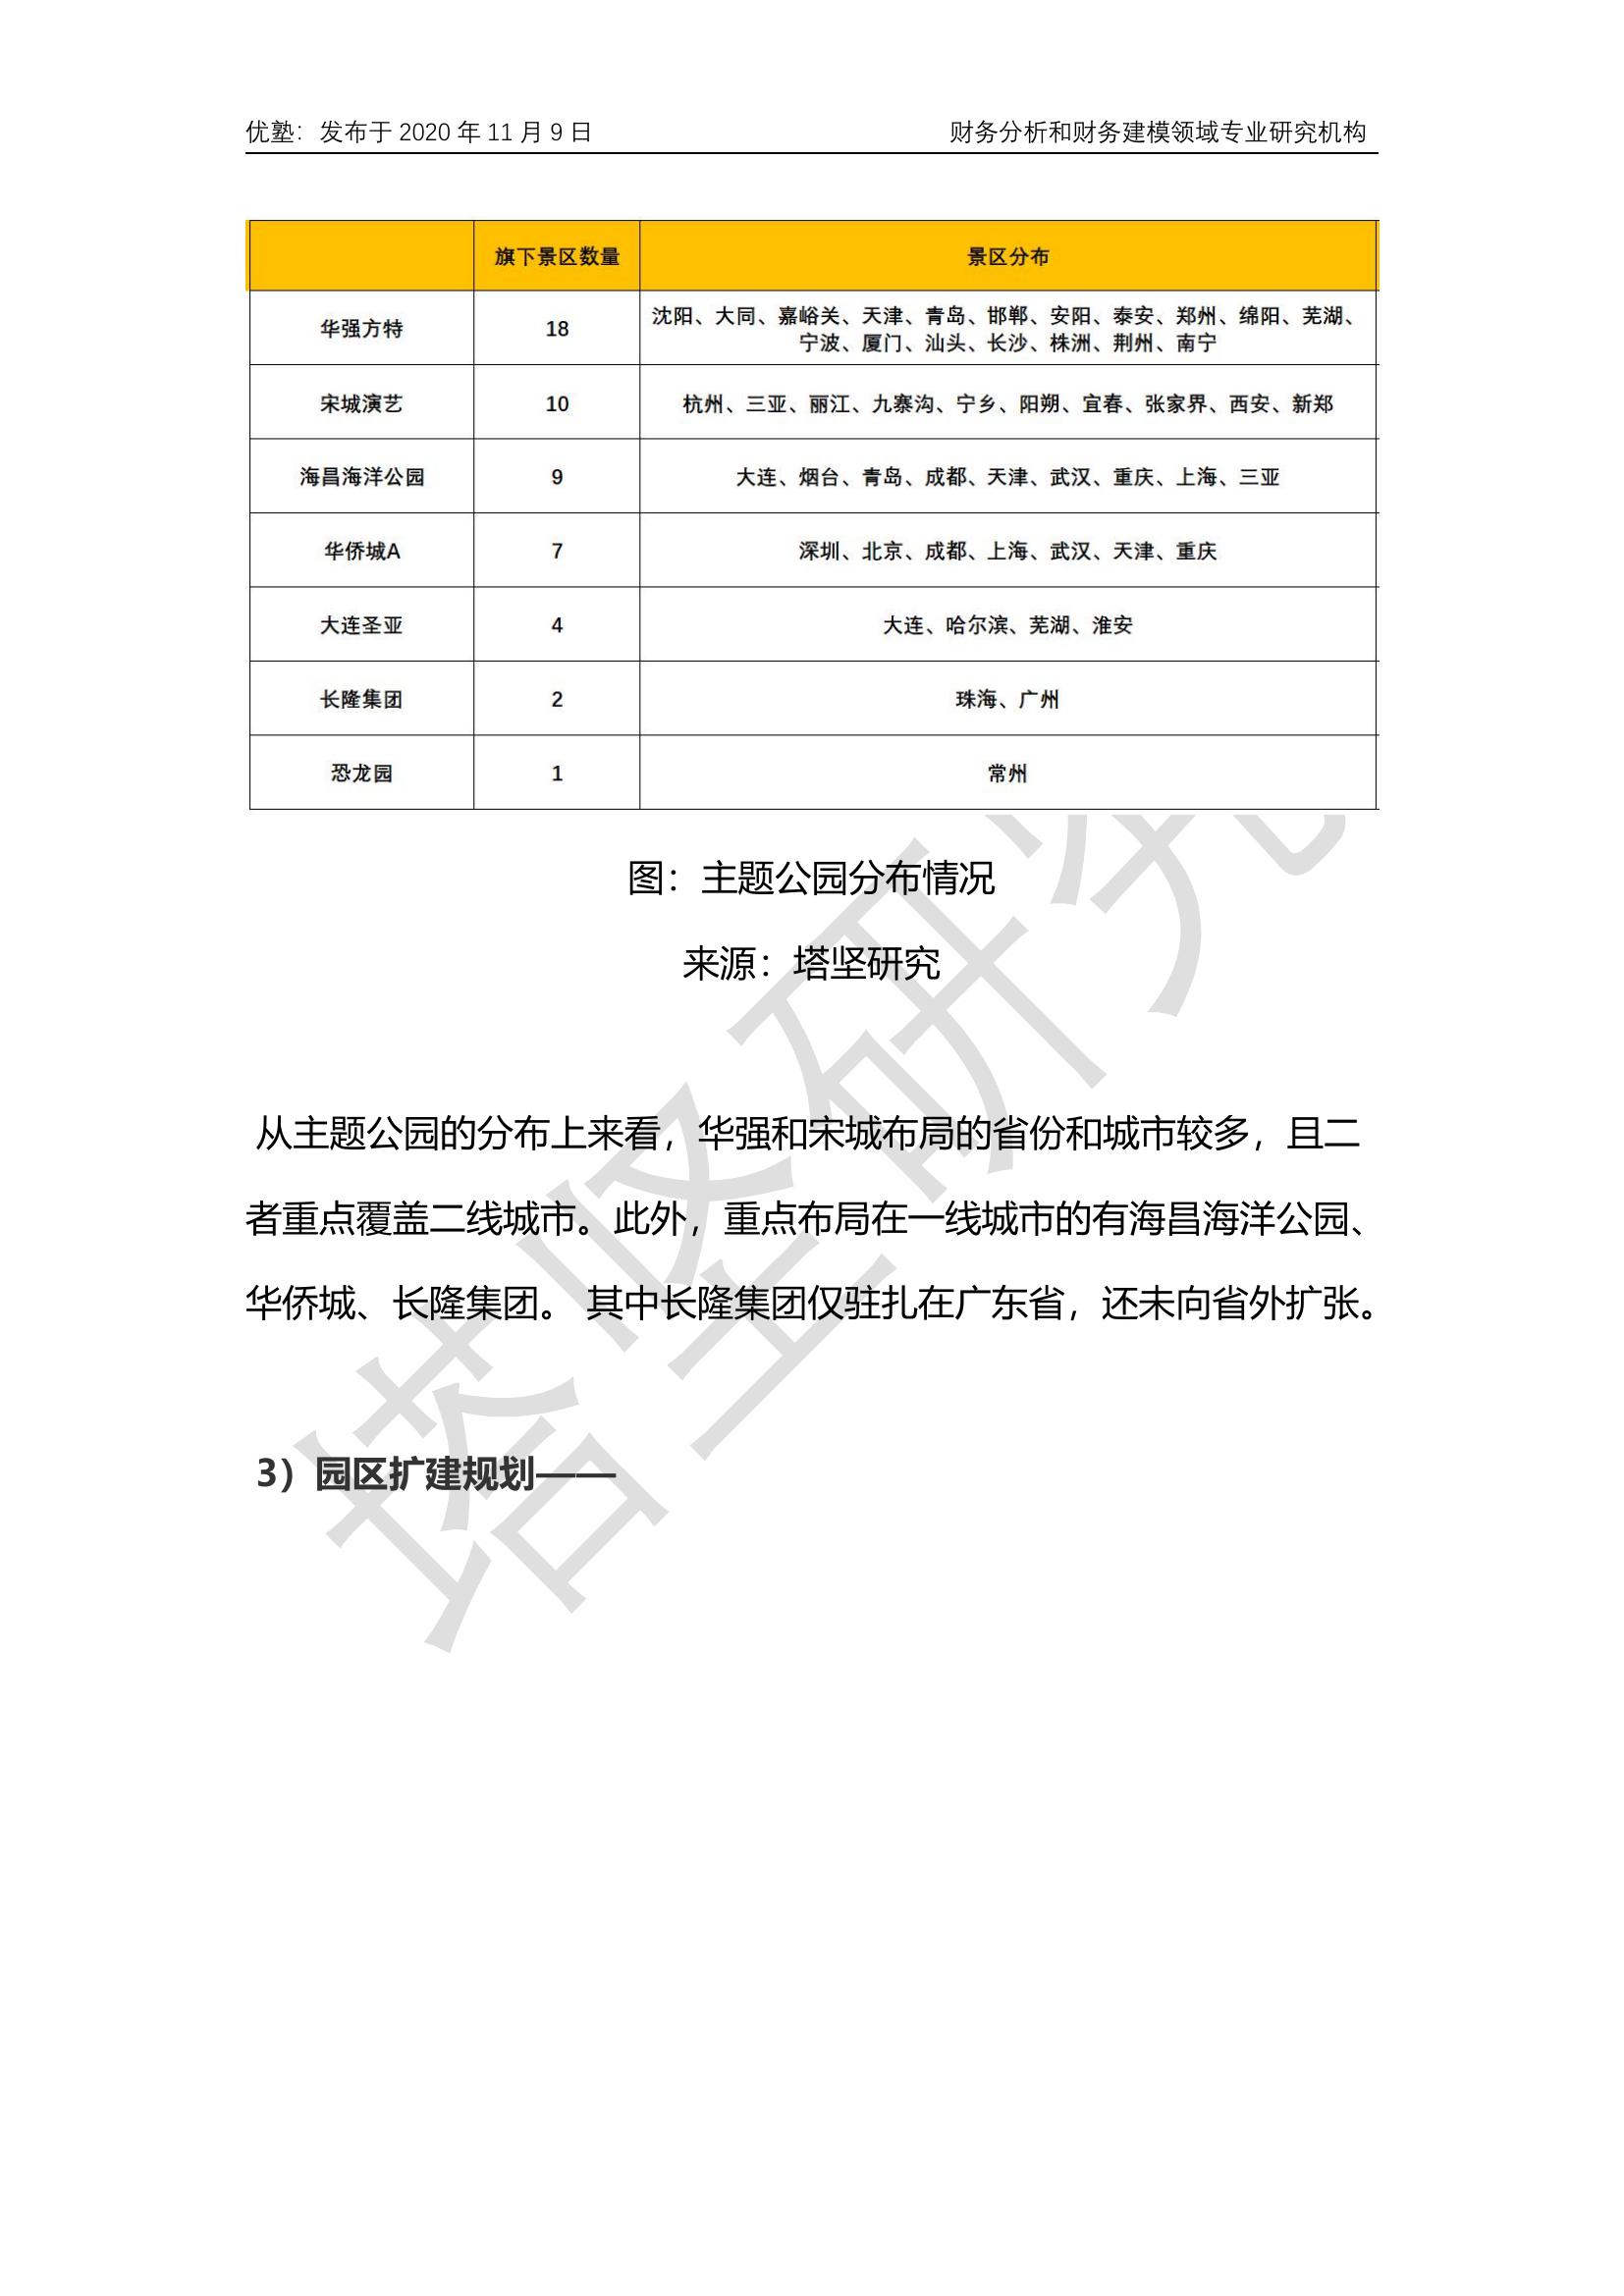 优塾：发布于 2020 年 11 月 9 日 财务分析和财务建模领域专业研究机构
旗下景区数量 景区分布
华强方特 18 沈阳、大同、嘉峪关、天津、青岛、邯郸、安阳、泰安、郑州、绵阳、芜湖、
宁波、厦门、汕头、长沙、株洲、荆州、南宁
宋城演艺 10 杭州、三亚、丽江、九寨沟、宁乡、阳朔、宜春、张家界、西安、新郑
海昌海洋公园 9 大连、烟台、青岛、成都、天津、武汉、重庆、上海、三亚
华侨城A 7 深圳、北京、成都、上海、武汉、天津、重庆
大连圣亚 4 大连、哈尔滨、芜湖、淮安
长隆集团 2 珠海、广州
恐龙园 1 常州
图：主题公园分布情况
来源：塔坚研究
从主题公园的分布上来看，华强和宋城布局的省份和城市较多，且二
者重点覆盖二线城市。此外，重点布局在一线城市的有海昌海洋公园、
华侨城、长隆集团。 其中长隆集团仅驻扎在广东省，还未向省外扩张。
3）园区扩建规划——
塔坚研究